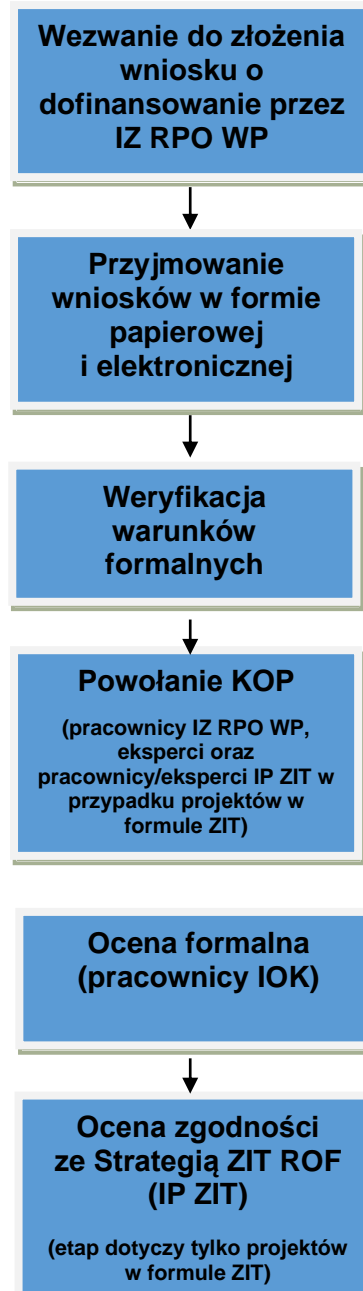 Wezwanie do złożenia
wniosku o
dofinansowanie przez
IZ RPO WP
Przyjmowanie
wniosków w formie
papierowej
i elektronicznej
Weryfikacja
warunków
formalnych
Powołanie KOP
(pracownicy IZ RPO WP,
eksperci oraz
pracownicy/eksperci IP ZIT w
przypadku projektów w
formule ZIT)
Ocena formalna
(pracownicy IOK)
Ocena zgodności
ze Strategią ZIT ROF
(IP ZIT)
(etap dotyczy tylko projektów
w formule ZIT)